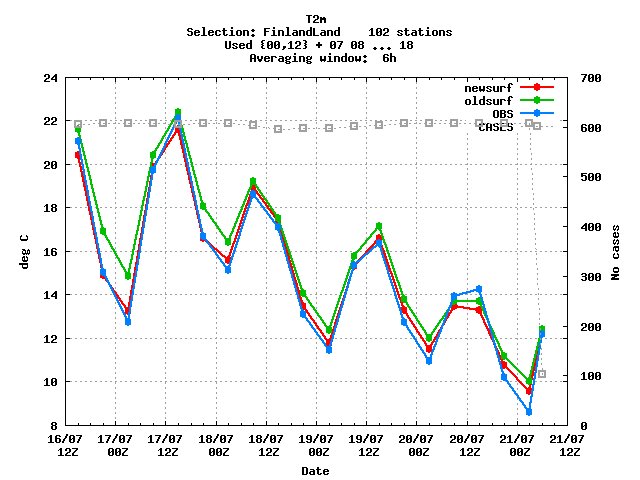 T2m
Selection: FinlandLand    102 stations
Used {00,12} + 07 08 ... 18
Averaging window:  6h
24 700
newsurf
oldsurf
22 OBS
CASES 600
20
500
18
400
16
deg C No cases
300
14
200
12
100
10
8 0
16/07 17/07 17/07 18/07 18/07 19/07 19/07 20/07 20/07 21/07 21/07
12Z 00Z 12Z 00Z 12Z 00Z 12Z 00Z 12Z 00Z 12Z
Date